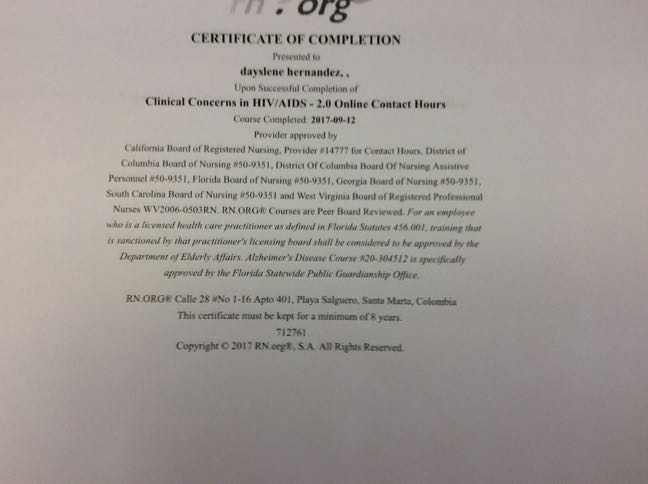 rn.org
CERTIFICATE OF COMPLETION
Presented to
dayslene hernandez, ,
Upon Successful Completion of
Clinical Concerns in HIV/AIDS - 2.0 Online Contact Hours
Course Completed: 2017-09-12
Provider approved by
California Board of Registered Nursing, Provider #14777 for Contact Hours, District of
Columbia Board of Nursing #50-9351, District Of Columbia Board Of Nursing Assistive
Personnel #50-9351, Florida Board of Nursing #50-9351, Georgia Board of Nursing #50-9351,
South Carolina Board of Nursing #50-9351 and West Virginia Board of Registered Professional
Nurses WV2006-0503RN. RN.ORG® Courses are Peer Board Reviewed. For an employee
who is a licensed health care practitioner as defined in Florida Statutes 456.001, training that
is sanctioned by that practitioner's licensing board shall be considered to be approved by the
Department of Elderly Affairs. Alzheimer's Disease Course #20-304512 is specifically
approved by the Florida Statewide Public Guardianship Office.
RN.ORG® Calle 28 #No 1-16 Apto 401, Playa Salguero, Santa Marta, Colombia
This certificate must be kept for a minimum of 8 years.
712761
Copyright © 2017 RN.org®, S.A. All Rights Reserved.